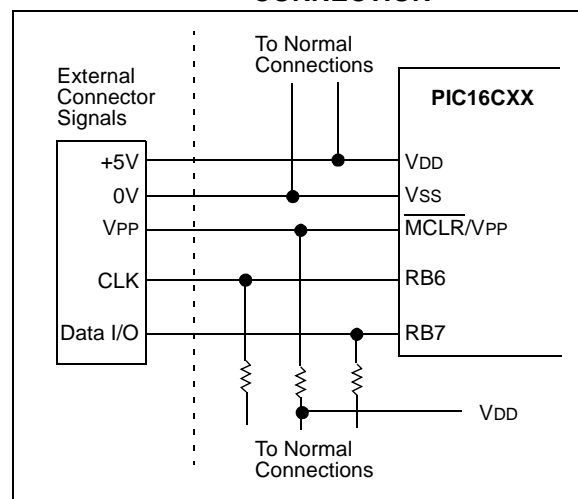 To Normal
Connections
External
Connector
Signals
PIC16CXX
+5V
VDD
0V
VSS
VPP
MCLR/VPP
CLK
RB6
Data I/O
RB7
VDD
To Normal
Connections